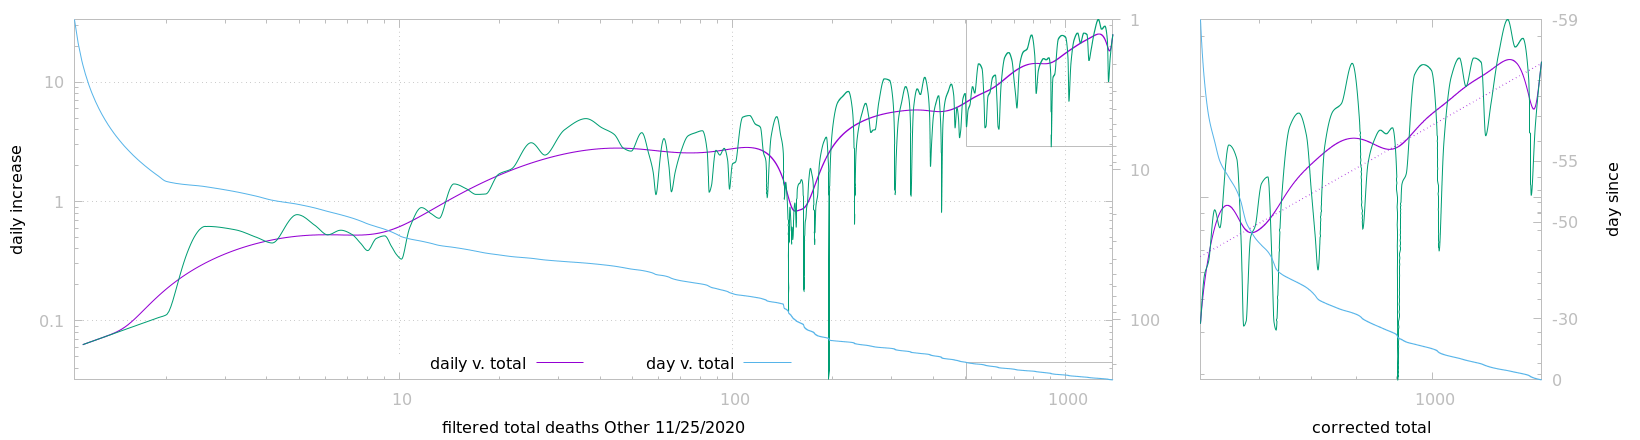 1
-59
10
daily increase
-55
10
day since
1
-50
0.1
100
-30
daily v. total
day v. total
0
10
100
1000
1000
filtered total deaths Other 11/25/2020
corrected total